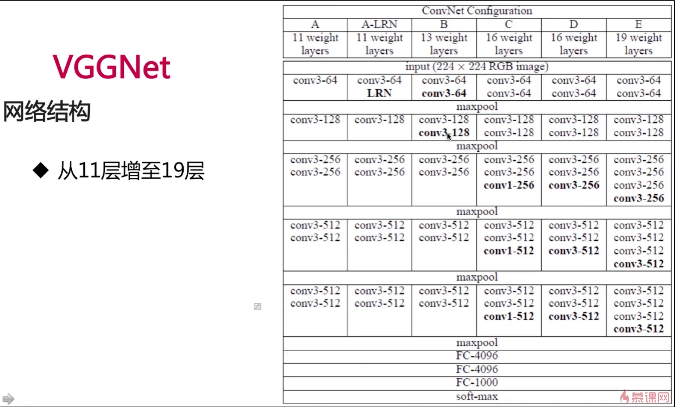 VGGNet
网络结构
◆ 从11层增至19层
ConvNet Configuration
A A-LRN B C D E
11 weight 11 weight 13 weight 16 weight 16 weight 19 weight
layers layers layers layers layers layers
input (224 × 224 RGB image)
conv3-64 conv3-64 conv3-64 conv3-64 conv3-64 conv3-64
LRN conv3-64 conv3-64 conv3-64 conv3-64
maxpool
conv3-128 conv3-128 conv3-128 conv3-128 conv3-128 conv3-128
conv3-128 conv3-128 conv3-128 conv3-128
maxpool
conv3-256 conv3-256 conv3-256 conv3-256 conv3-256 conv3-256
conv3-256 conv3-256 conv3-256 conv3-256 conv3-256 conv3-256
conv1-256 conv3-256 conv3-256
conv3-256
maxpool
conv3-512 conv3-512 conv3-512 conv3-512 conv3-512 conv3-512
conv3-512 conv3-512 conv3-512 conv3-512 conv3-512 conv3-512
conv1-512 conv3-512 conv3-512
conv3-512
maxpool
conv3-512 conv3-512 conv3-512 conv3-512 conv3-512 conv3-512
conv3-512 conv3-512 conv3-512 conv3-512 conv3-512 conv3-512
conv1-512 conv3-512 conv3-512
conv3-512
maxpool
FC-4096
FC-4096
FC-1000
soft-max
慕课网